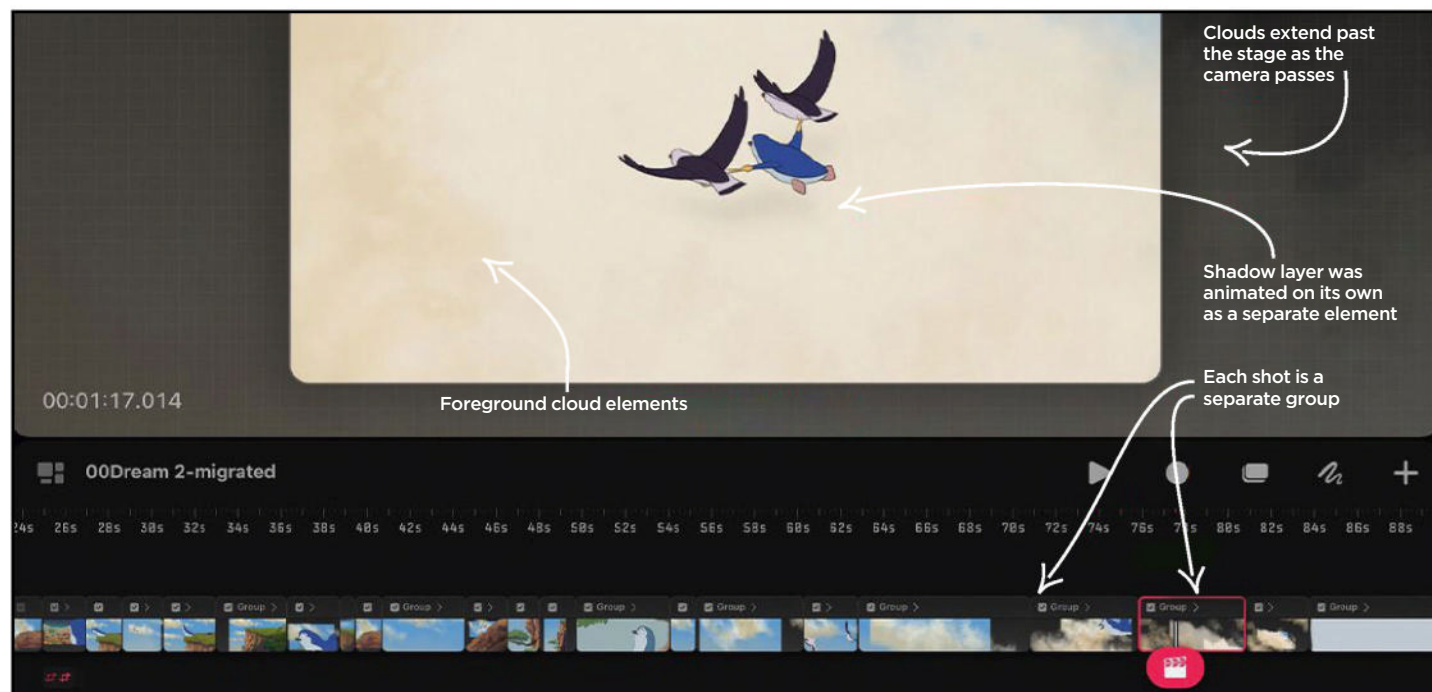 Clouds extend past
the stage as the
camera passes
Shadow layer was
animated on its own
as a separate element
Each shot is a
separate group
Foreground cloud elements
00:01:17.014
00Dream 2-migrated
24s 26s 28s 30s 32s 34s 36s 38s 40s 42s 44s 46s 48s 50s 52s 54s 56s 58s 60s 62s 64s 66s 68s 70s 72s 74s 76s 78s 80s 82s 84s 86s 88s
Group > Group > Group > Group > Group > Group > Group > Group >